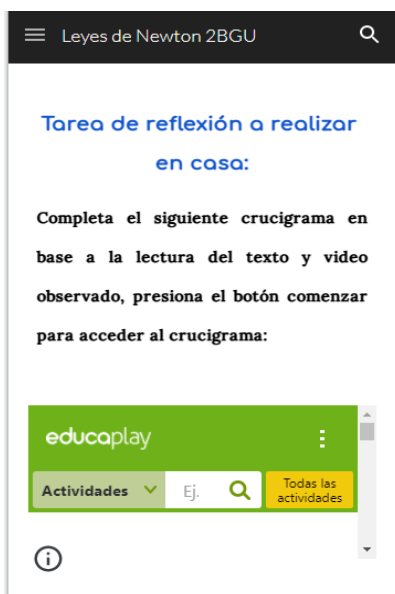 Leyes de Newton 2BGU
Tarea de reflexión a realizar
en casa:
Completa el siguiente crucigrama en
base a la lectura del texto y video
observado, presiona el botón comenzar
para acceder al crucigrama:
educaplay
Actividades Ej. Todas las
actividades